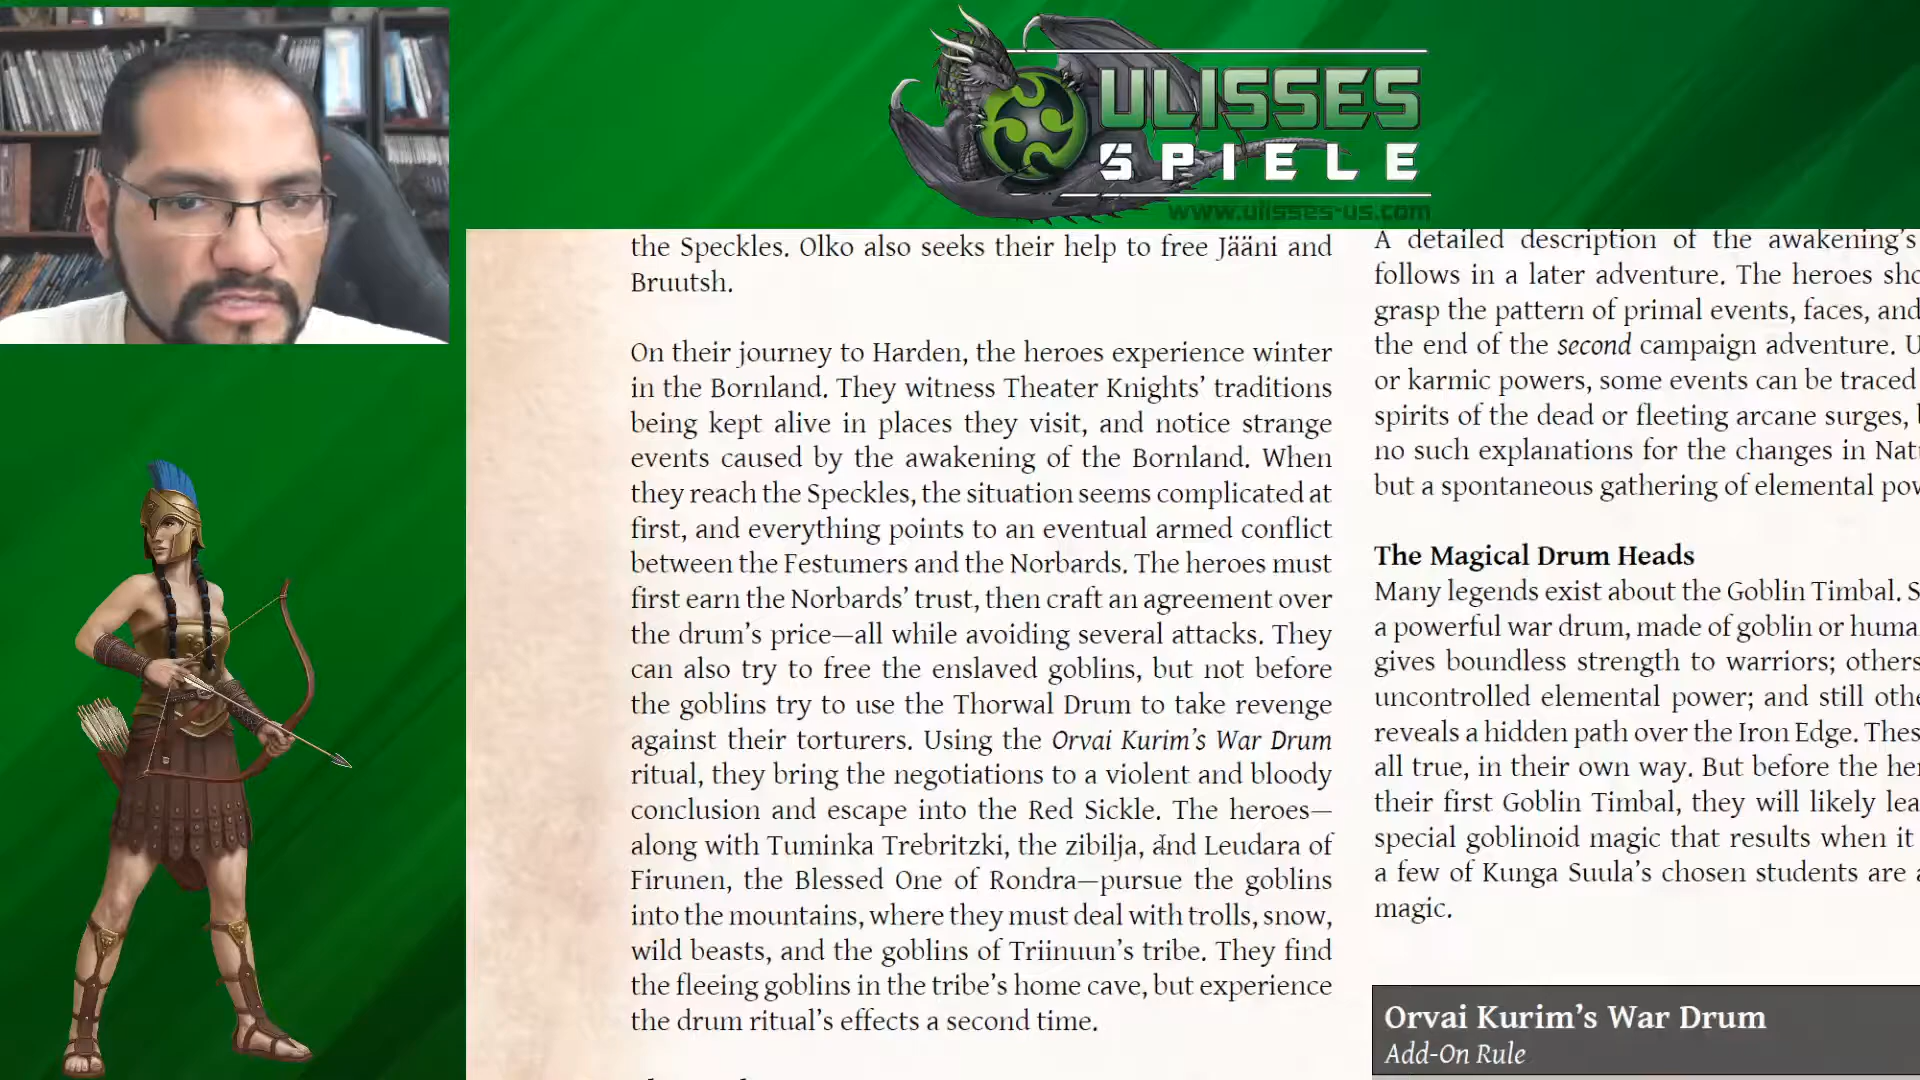 ULISSES
SPIELE
www.ulisses-us.com
the Speckles. Olko also seeks their help to free Jääni and
Bruutsh.
On their journey to Harden, the heroes experience winter
in the Bornland. They witness Theater Knights’ traditions
being kept alive in places they visit, and notice strange
events caused by the awakening of the Bornland. When
they reach the Speckles, the situation seems complicated at
first, and everything points to an eventual armed conflict
between the Festumers and the Norbards. The heroes must
first earn the Norbards’ trust, then craft an agreement over
the drum’s price—all while avoiding several attacks. They
can also try to free the enslaved goblins, but not before
the goblins try to use the Thorwal Drum to take revenge
against their torturers. Using the Orvai Kurim’s War Drum
ritual, they bring the negotiations to a violent and bloody
conclusion and escape into the Red Sickle. The heroes—
along with Tuminka Trebritzki, the zibilja, and Leudara of
Firunen, the Blessed One of Rondra—pursue the goblins
into the mountains, where they must deal with trolls, snow,
wild beasts, and the goblins of Triinuun’s tribe. They find
the fleeing goblins in the tribe’s home cave, but experience
the drum ritual’s effects a second time.
A detailed description of the awakening’s
follows in a later adventure. The heroes
grasp the pattern of primal events, faces, and
the end of the second campaign adventure.
or karmic powers, some events can be traced
spirits of the dead or fleeting arcane surges,
no such explanations for the changes in
but a spontaneous gathering of elemental
The Magical Drum Heads
Many legends exist about the Goblin Timbal.
a powerful war drum, made of goblin or
gives boundless strength to warriors; others
uncontrolled elemental power; and still
reveals a hidden path over the Iron Edge.
all true, in their own way. But before the
their first Goblin Timbal, they will likely
special goblinoid magic that results when it
a few of Kunga Suula’s chosen students are
magic.
Orvai Kurim’s War Drum
Add-On Rule